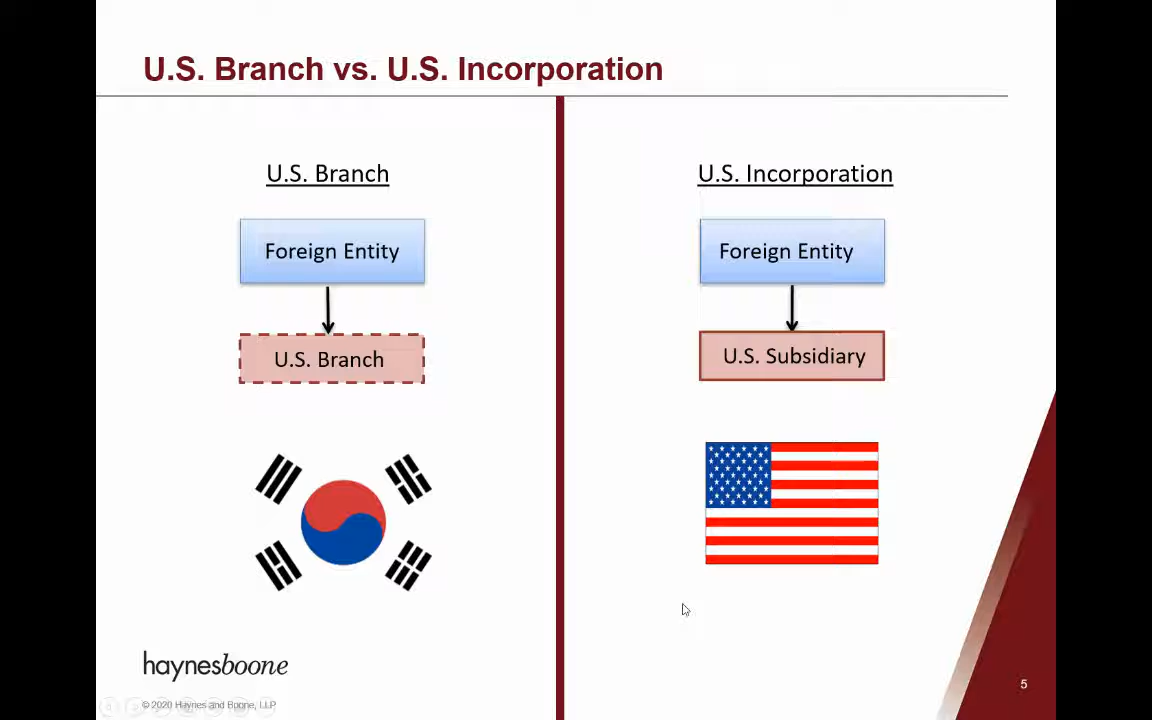 U.S. Branch vs. U.S. Incorporation
U.S. Branch
Foreign Entity
U.S. Branch
U.S. Incorporation
Foreign Entity
U.S. Subsidiary
haynesboone
© 2020 Haynes and Boone, LLP
5